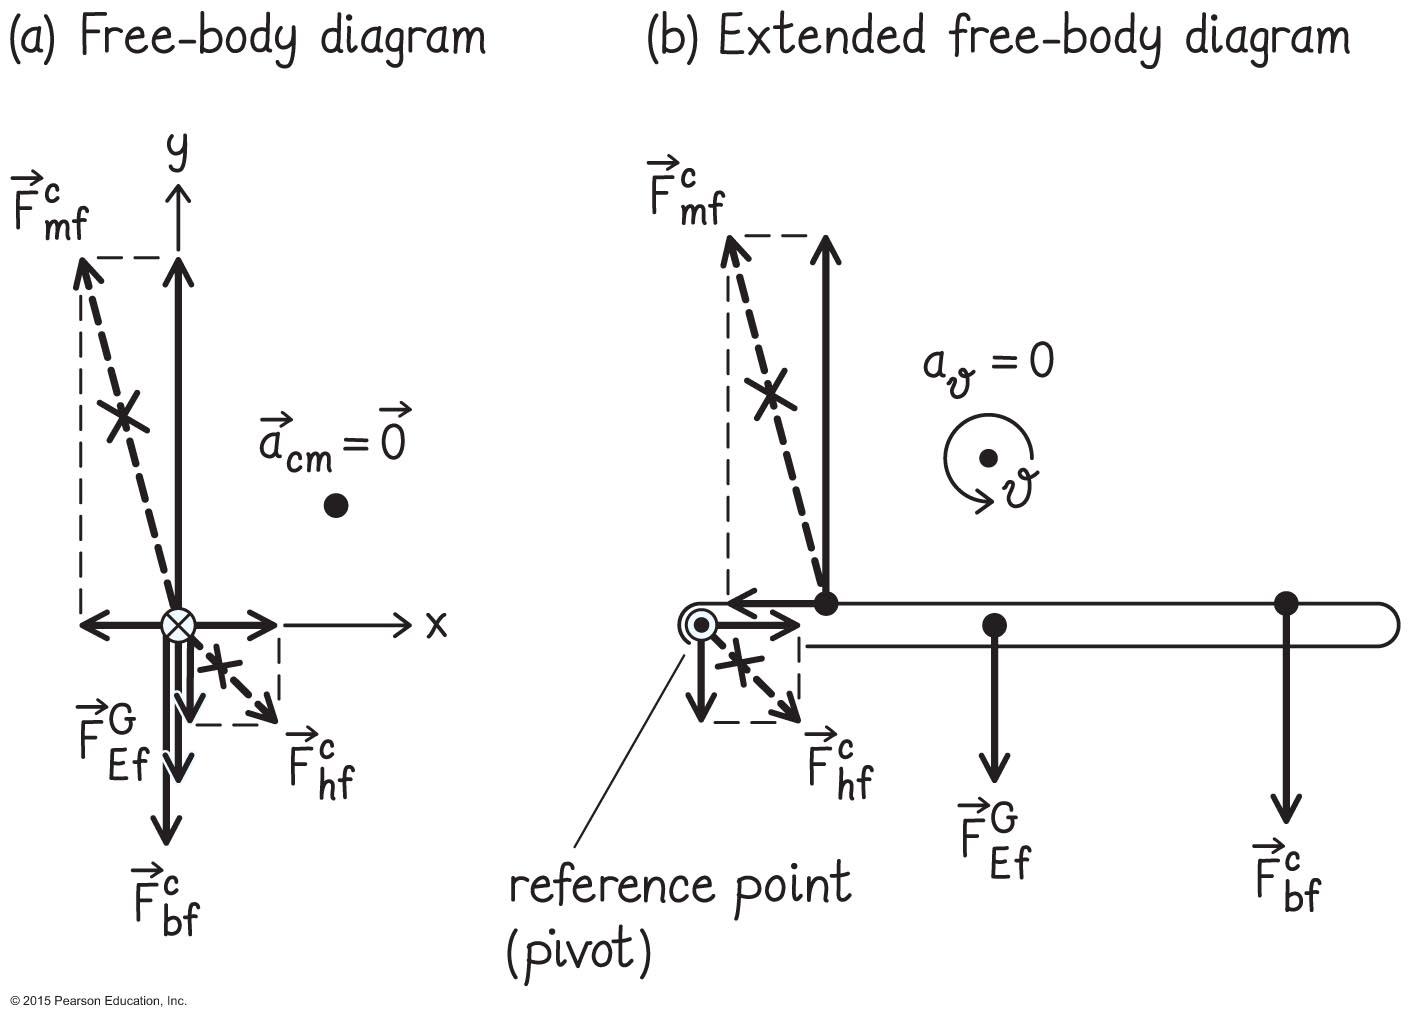 (a) Free-body diagram
(b) Extended free-body diagram
y
F⃗ᶜmf
a⃗cm = 0⃗
x
F⃗ᴳEf
F⃗ᶜhf
F⃗ᶜbf
F⃗ᶜmf
aϑ = 0
ϑ
F⃗ᶜhf
F⃗ᴳEf
F⃗ᶜbf
reference point
(pivot)
© 2015 Pearson Education, Inc.